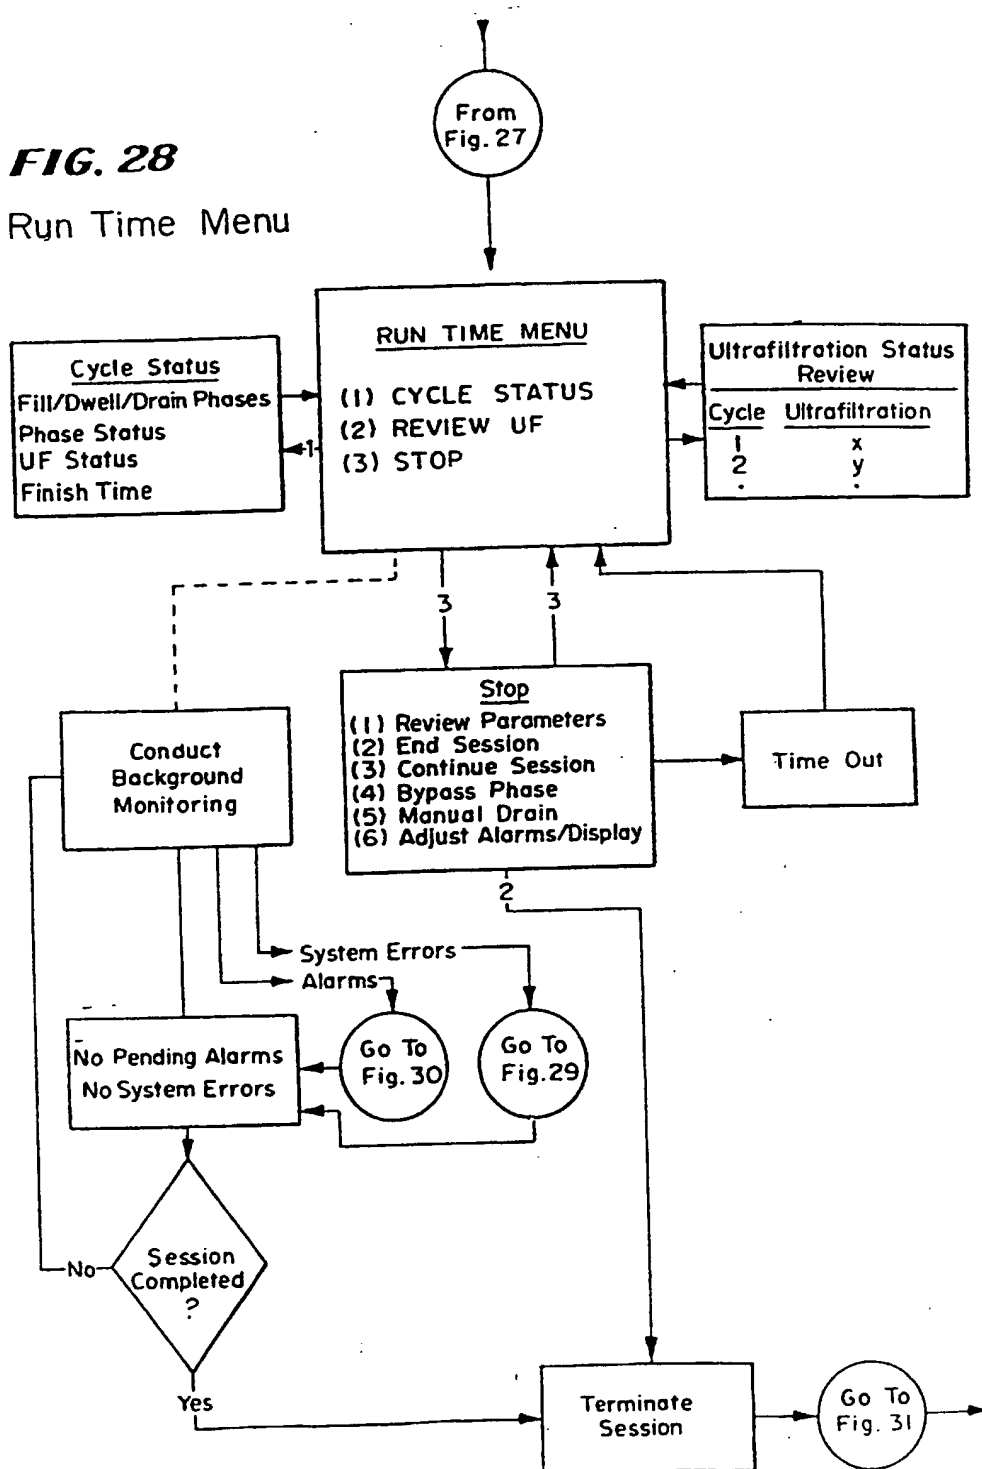 From
Fig. 27
FIG. 28
Run Time Menu
RUN TIME MENU
(1) CYCLE STATUS
(2) REVIEW UF
(3) STOP
Cycle Status
Fill/Dwell/Drain Phases
Phase Status
UF Status
Finish Time
1
Ultrafiltration Status
Review
Cycle Ultrafiltration
1 x
2 y
. .
3
3
Stop
(1) Review Parameters
(2) End Session
(3) Continue Session
(4) Bypass Phase
(5) Manual Drain
(6) Adjust Alarms/Display
Time Out
2
Conduct
Background
Monitoring
System Errors
Alarms
No Pending Alarms
No System Errors
Go To
Fig. 30
Go To
Fig. 29
Session
Completed
?
No
Yes
Terminate
Session
Go To
Fig. 31